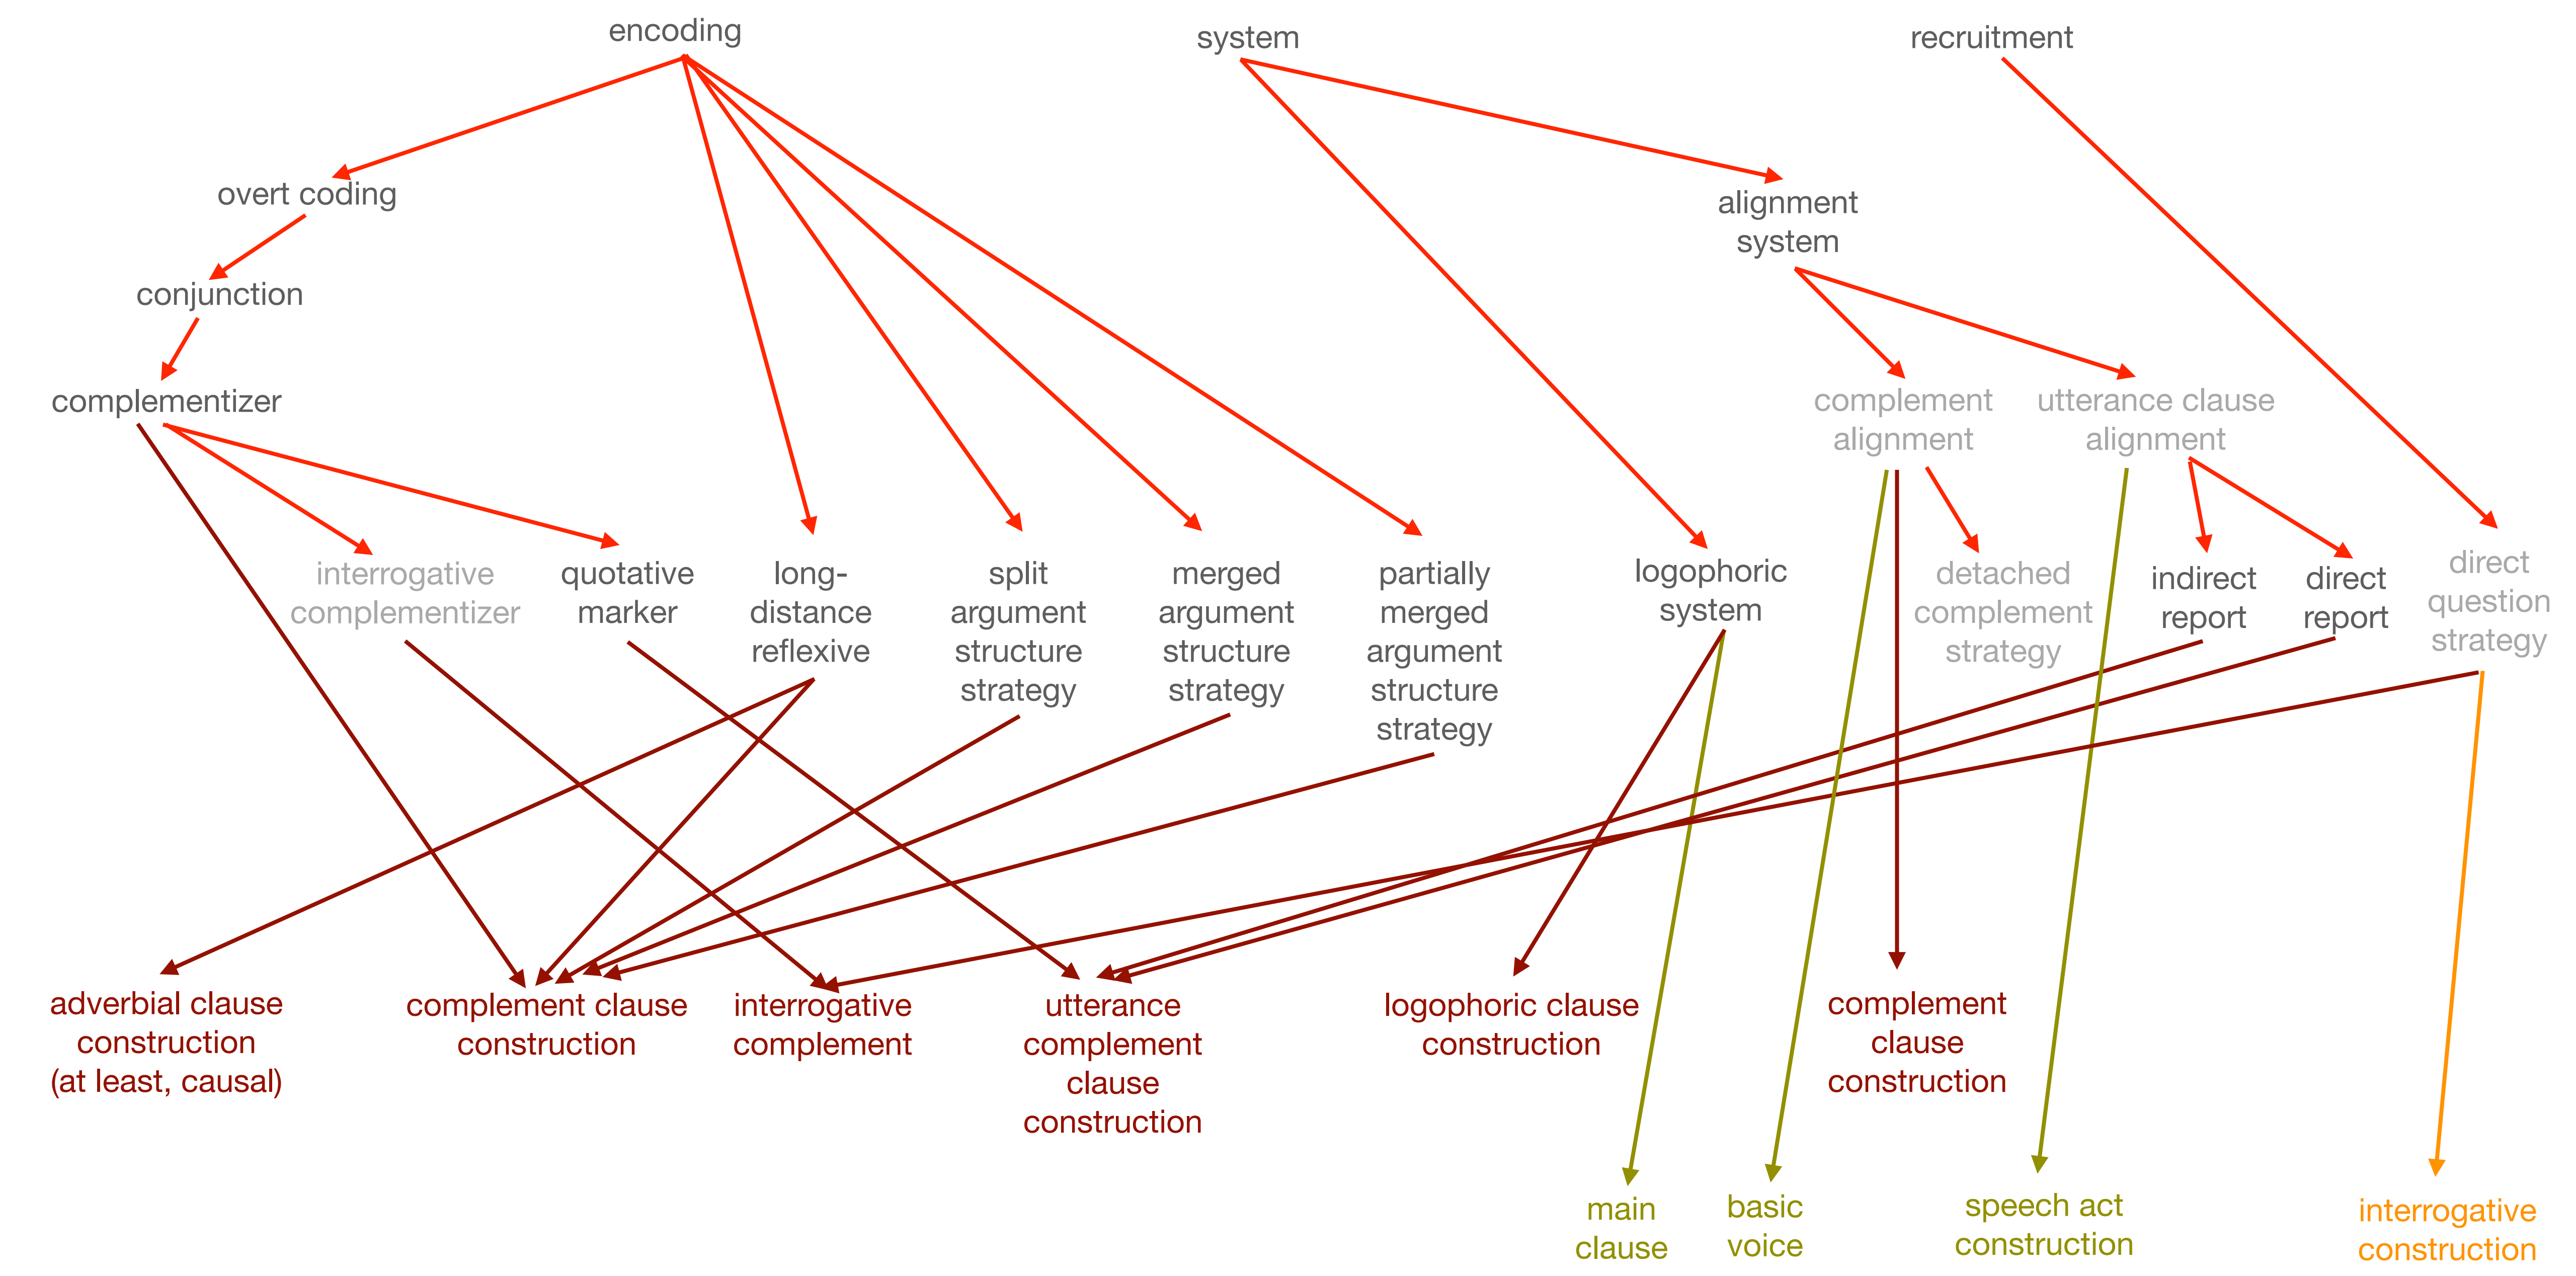 encoding
system
recruitment
overt coding
alignment
system
conjunction
complementizer
complement
alignment
utterance clause
alignment
interrogative
complementizer
quotative
marker
long-
distance
reflexive
split
argument
structure
strategy
merged
argument
structure
strategy
partially
merged
argument
structure
strategy
logophoric
system
detached
complement
strategy
indirect
report
direct
report
direct
question
strategy
adverbial clause
construction
(at least, causal)
complement clause
construction
interrogative
complement
utterance
complement
clause
construction
logophoric clause
construction
complement
clause
construction
main
clause
basic
voice
speech act
construction
interrogative
construction